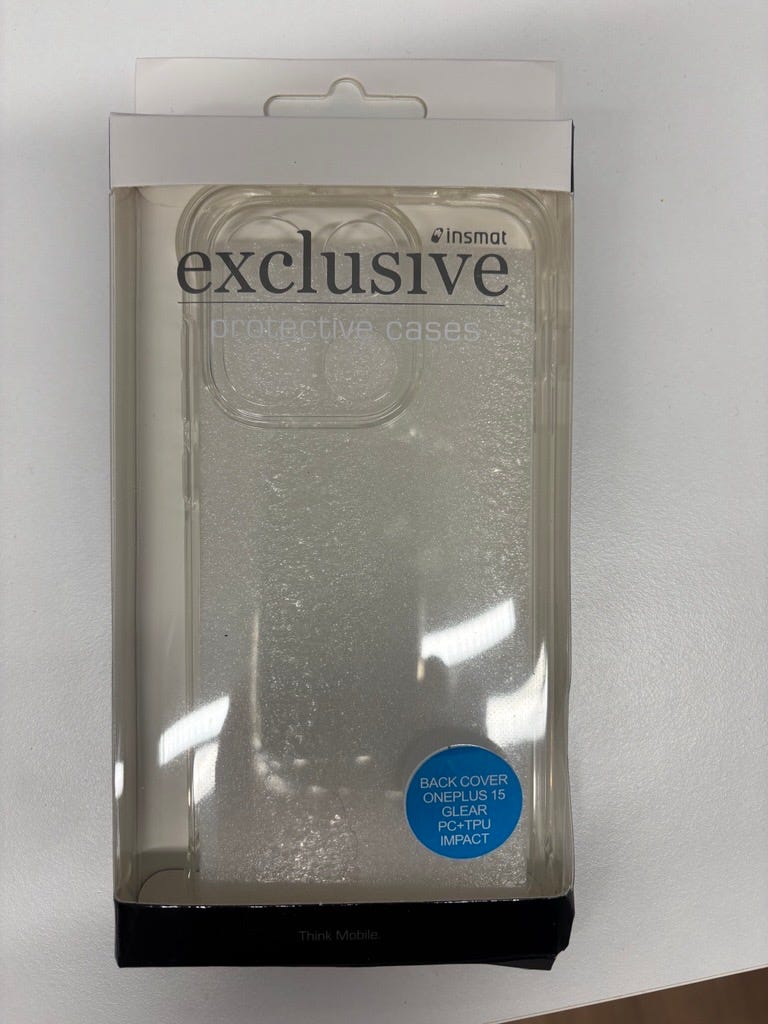 insmat
exclusive
protective cases
BACK COVER
ONEPLUS 15
GLEAR
PC+TPU
IMPACT
Think Mobile.